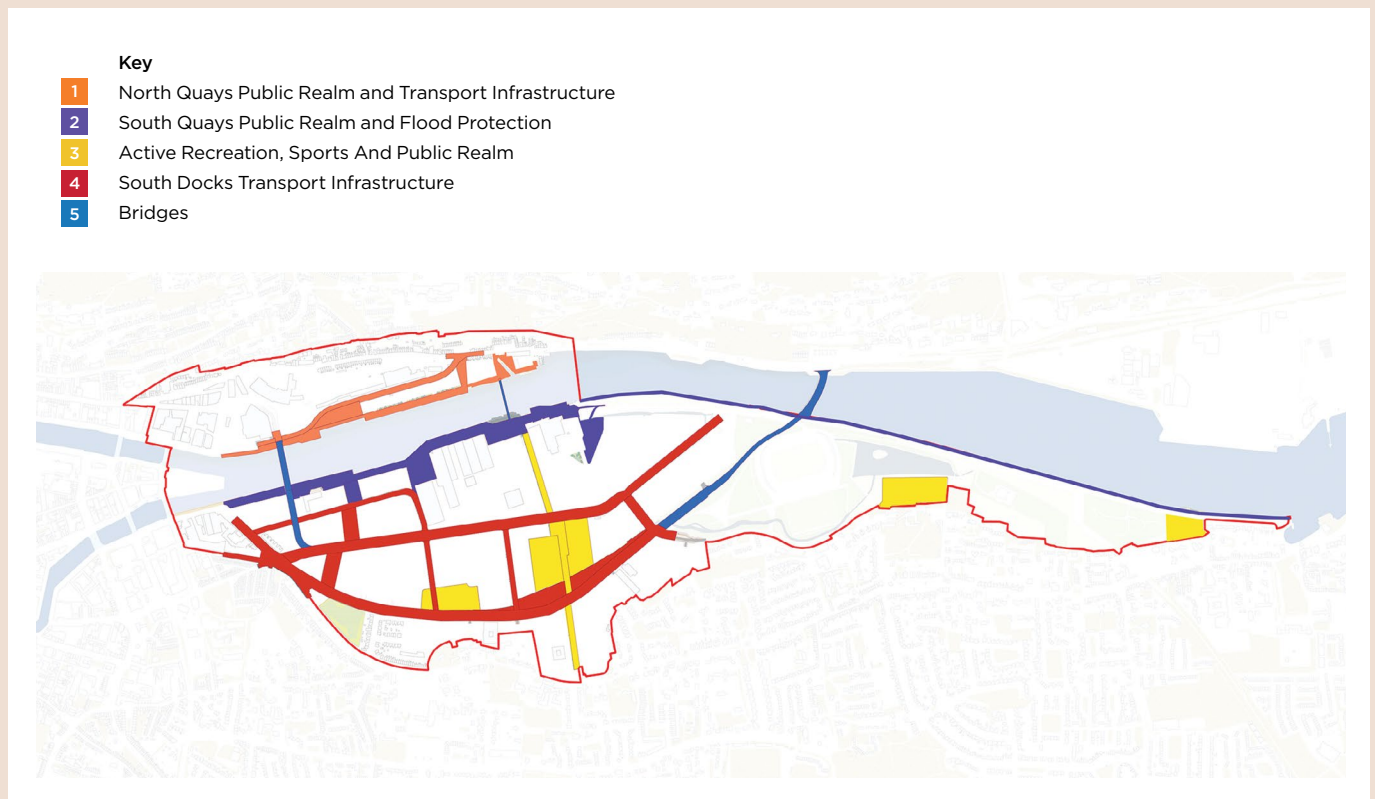 Key
1 North Quays Public Realm and Transport Infrastructure
2 South Quays Public Realm and Flood Protection
3 Active Recreation, Sports And Public Realm
4 South Docks Transport Infrastructure
5 Bridges